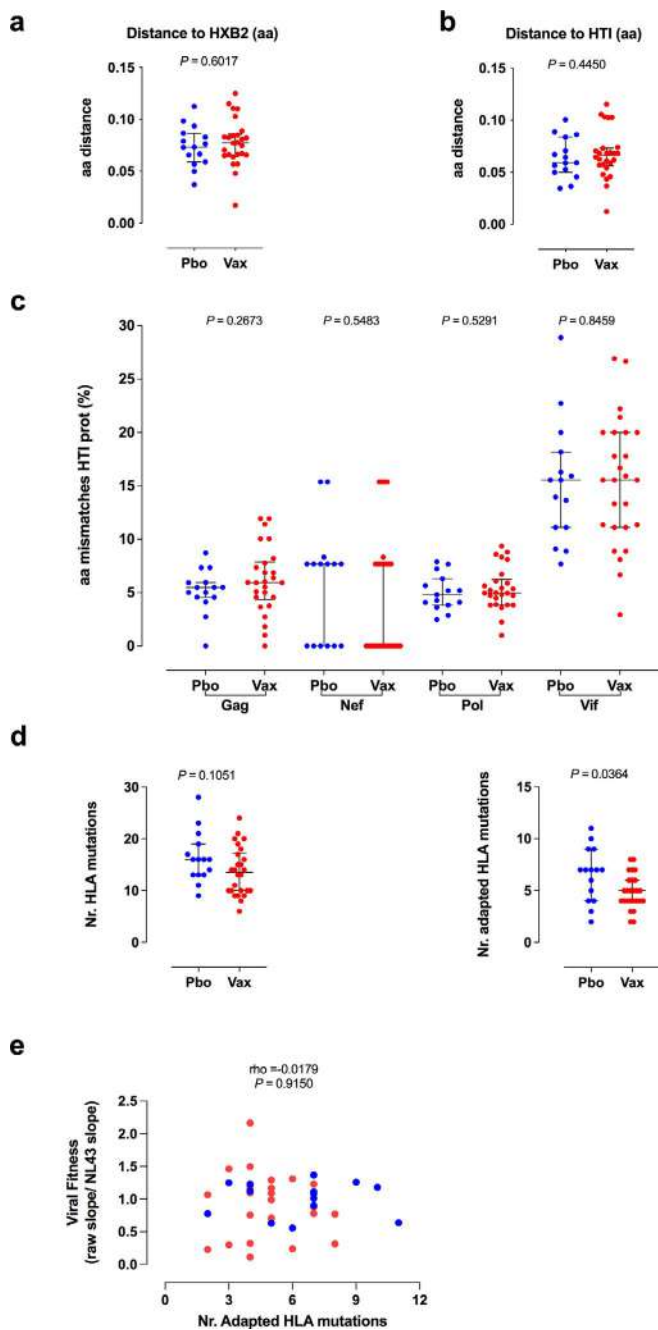 a
Distance to HXB2 (aa)
P = 0.6017
aa distance
0.15
0.10
0.05
0.00
Pbo Vax
b
Distance to HTI (aa)
P = 0.4450
aa distance
0.15
0.10
0.05
0.00
Pbo Vax
c
P = 0.2673 P = 0.5483 P = 0.5291 P = 0.8459
aa mismatches HTI prot (%)
30
25
20
15
10
5
0
Pbo Vax Pbo Vax Pbo Vax Pbo Vax
Gag Nef Pol Vif
d
P = 0.1051
Nr. HLA mutations
30
20
10
0
Pbo Vax
P = 0.0364
Nr. adapted HLA mutations
15
10
5
0
Pbo Vax
e
rho =-0.0179
P = 0.9150
Viral Fitness
(raw slope/ NL43 slope)
2.5
2.0
1.5
1.0
0.5
0.0
0 3 6 9 12
Nr. Adapted HLA mutations